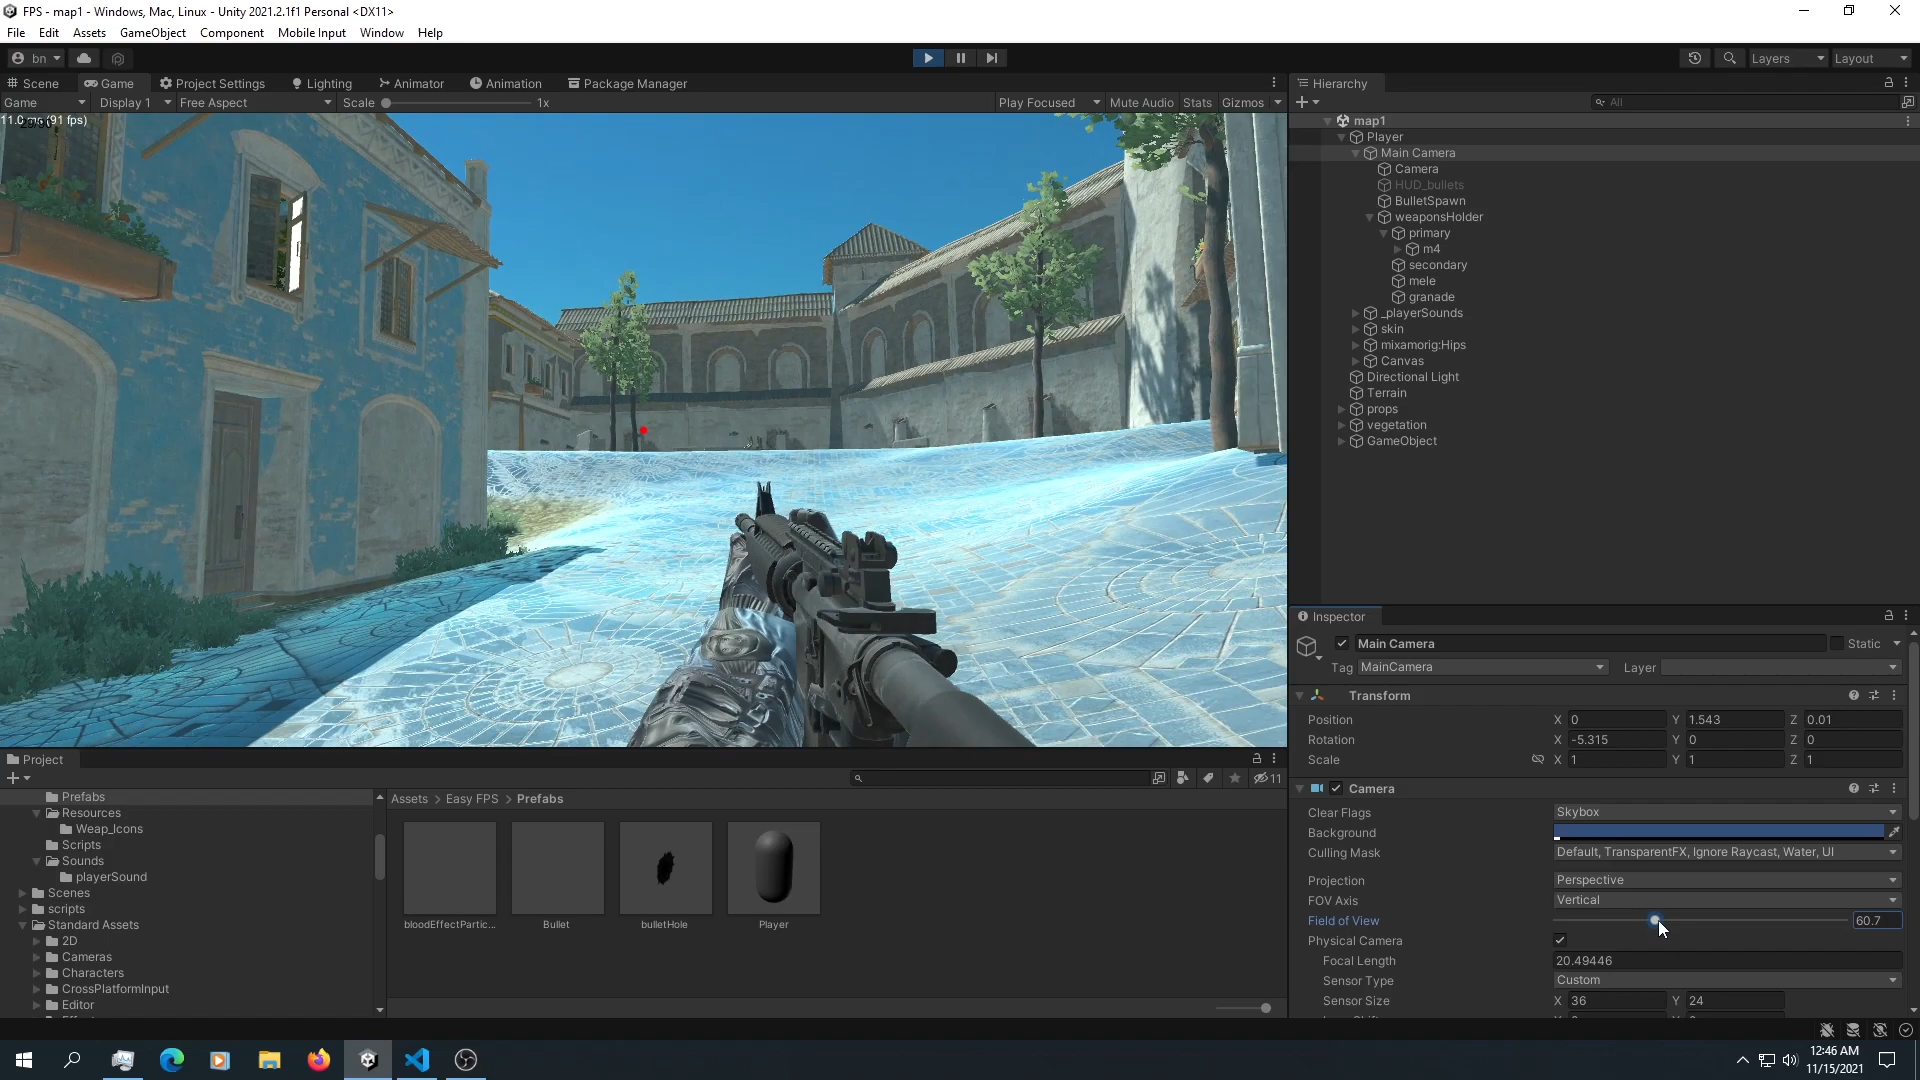 FPS - map1 - Windows, Mac, Linux - Unity 2021.2.1f1 Personal <DX11>
File Edit Assets GameObject Component Mobile Input Window Help
bn
Layers Layout
Scene Game Project Settings Lighting Animator Animation Package Manager
Game Display 1 Free Aspect Scale 1x Play Focused Mute Audio Stats Gizmos
11.0 ms (91 fps)
Hierarchy
All
map1
Player
Main Camera
Camera
HUD_bullets
BulletSpawn
weaponsHolder
primary
m4
secondary
mele
granade
_playerSounds
skin
mixamorig:Hips
Canvas
Directional Light
Terrain
props
vegetation
GameObject
Inspector
Main Camera Static
Tag MainCamera Layer
Transform
Position X 0 Y 1.543 Z 0.01
Rotation X -5.315 Y 0 Z 0
Scale X 1 Y 1 Z 1
Camera
Clear Flags Skybox
Background
Culling Mask Default, TransparentFX, Ignore Raycast, Water, UI
Projection Perspective
FOV Axis Vertical
Field of View 60.7
Physical Camera
Focal Length 20.49446
Sensor Type Custom
Sensor Size X 36 Y 24
Project
11
Prefabs
Resources
Weap_Icons
Scripts
Sounds
playerSound
Scenes
scripts
Standard Assets
2D
Cameras
Characters
CrossPlatformInput
Editor
Assets > Easy FPS > Prefabs
bloodEffectPartic... Bullet bulletHole Player
12:46 AM
11/15/2021